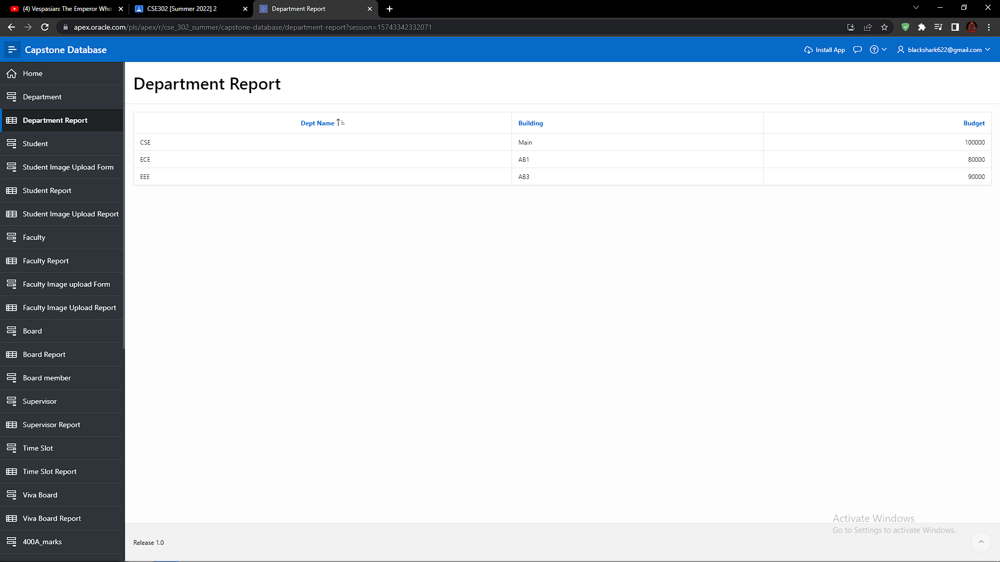 (4) Vespasian: The Emperor Who
CSE302 [Summer 2022] 2
Department Report
apex.oracle.com/pls/apex/r/cse_302_summer/capstone-database/department-report?session=15743342332071
Capstone Database
Install App
blackshark622@gmail.com
Home
Department
Department Report
Student
Student Image Upload Form
Student Report
Student Image Upload Report
Faculty
Faculty Report
Faculty Image upload Form
Faculty Image Upload Report
Board
Board Report
Board member
Supervisor
Supervisor Report
Time Slot
Time Slot Report
Viva Board
Viva Board Report
400A_marks
Department Report
Dept Name Building Budget
CSE Main 100000
ECE AB1 80000
EEE AB3 90000
Activate Windows
Go to Settings to activate Windows.
Release 1.0